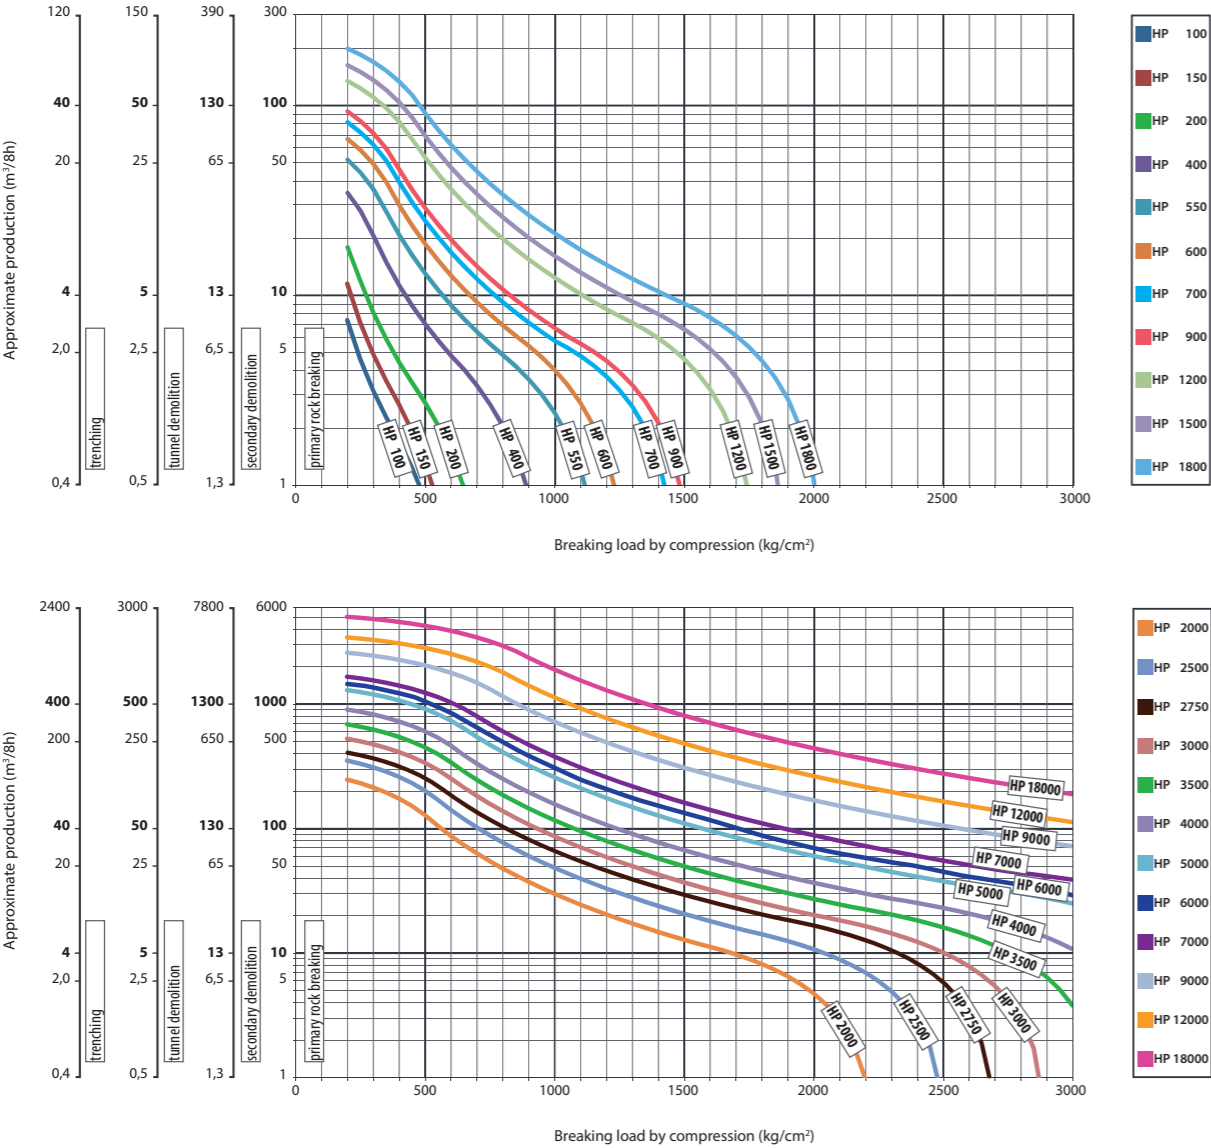 120 150 390 300
40 50 130 100
20 25 65 50
4 5 13 10
2,0 2,5 6,5 5
0,4 0,5 1,3 1
Approximate production (m³/8h)
trenching
tunnel demolition
secondary demolition
primary rock breaking
HP 100
HP 150
HP 200
HP 400
HP 550
HP 600
HP 700
HP 900
HP 1200
HP 1500
HP 1800
0 500 1000 1500 2000 2500 3000
Breaking load by compression (kg/cm²)
HP 100
HP 150
HP 200
HP 400
HP 550
HP 600
HP 700
HP 900
HP 1200
HP 1500
HP 1800
2400 3000 7800 6000
400 500 1300 1000
200 250 650 500
40 50 130 100
20 25 65 50
4 5 13 10
2,0 2,5 6,5 5
0,4 0,5 1,3 1
Approximate production (m³/8h)
trenching
tunnel demolition
secondary demolition
primary rock breaking
HP 18000
HP 12000
HP 9000
HP 7000
HP 6000
HP 5000
HP 4000
HP 3500
HP 2000
HP 2500
HP 2750
HP 3000
0 500 1000 1500 2000 2500 3000
Breaking load by compression (kg/cm²)
HP 2000
HP 2500
HP 2750
HP 3000
HP 3500
HP 4000
HP 5000
HP 6000
HP 7000
HP 9000
HP 12000
HP 18000